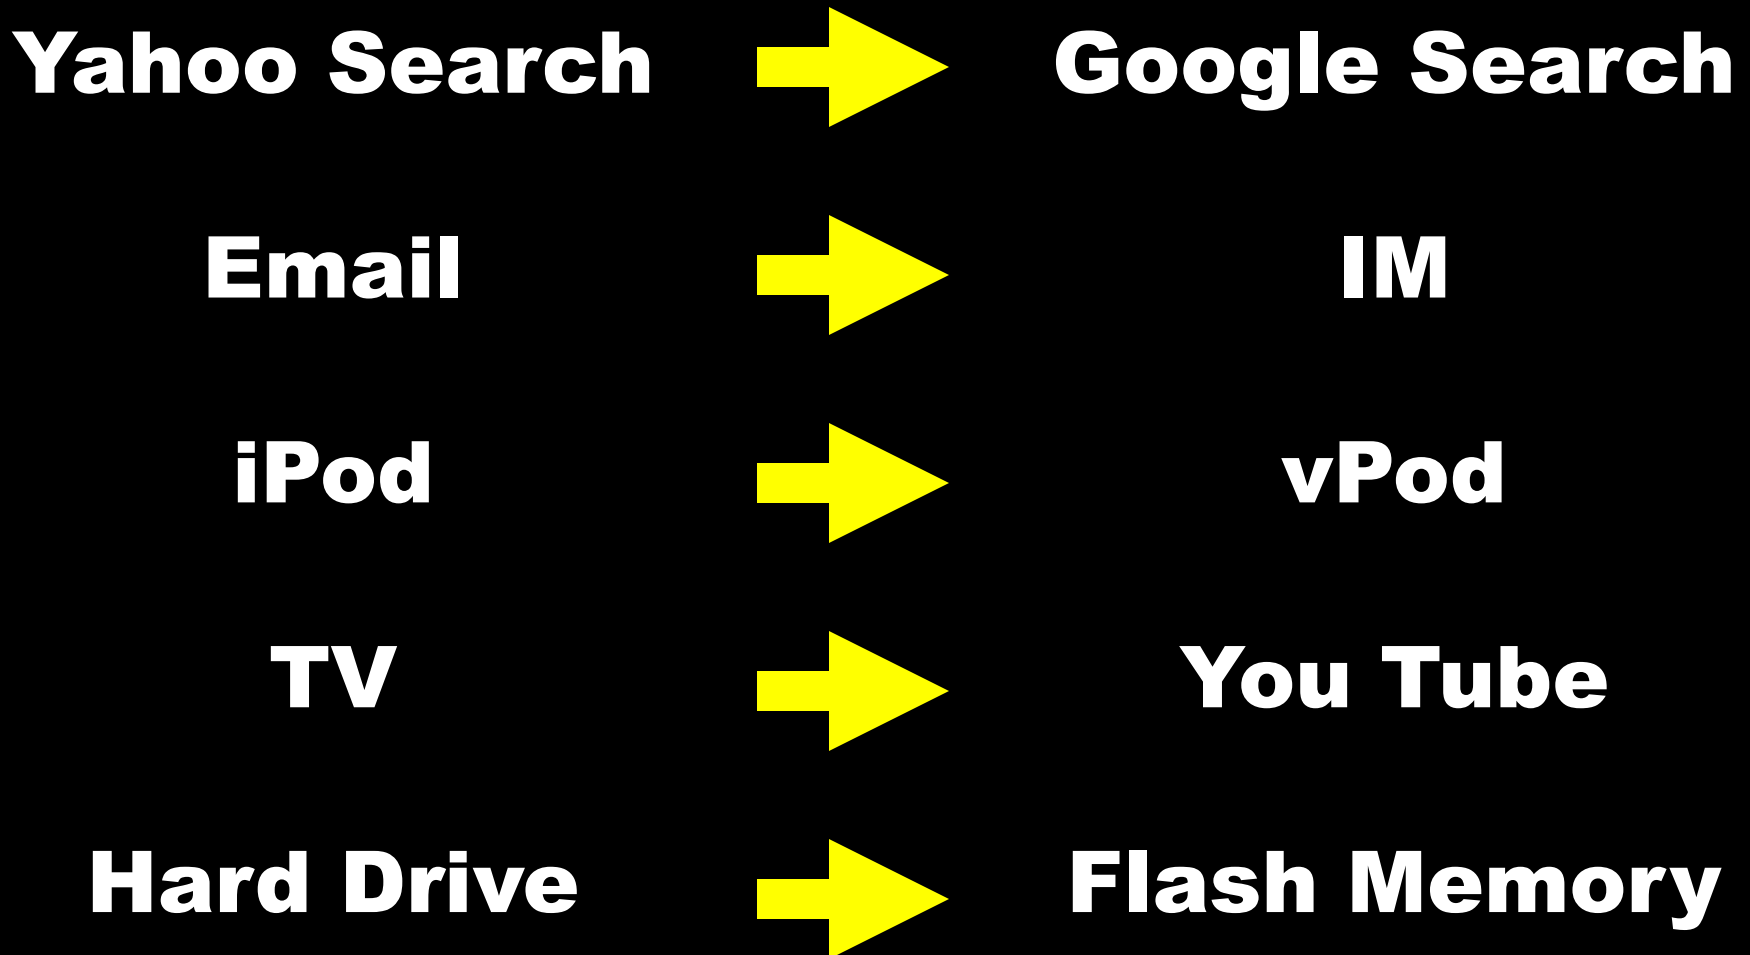 Yahoo Search Google Search
Email IM
iPod vPod
TV You Tube
Hard Drive Flash Memory